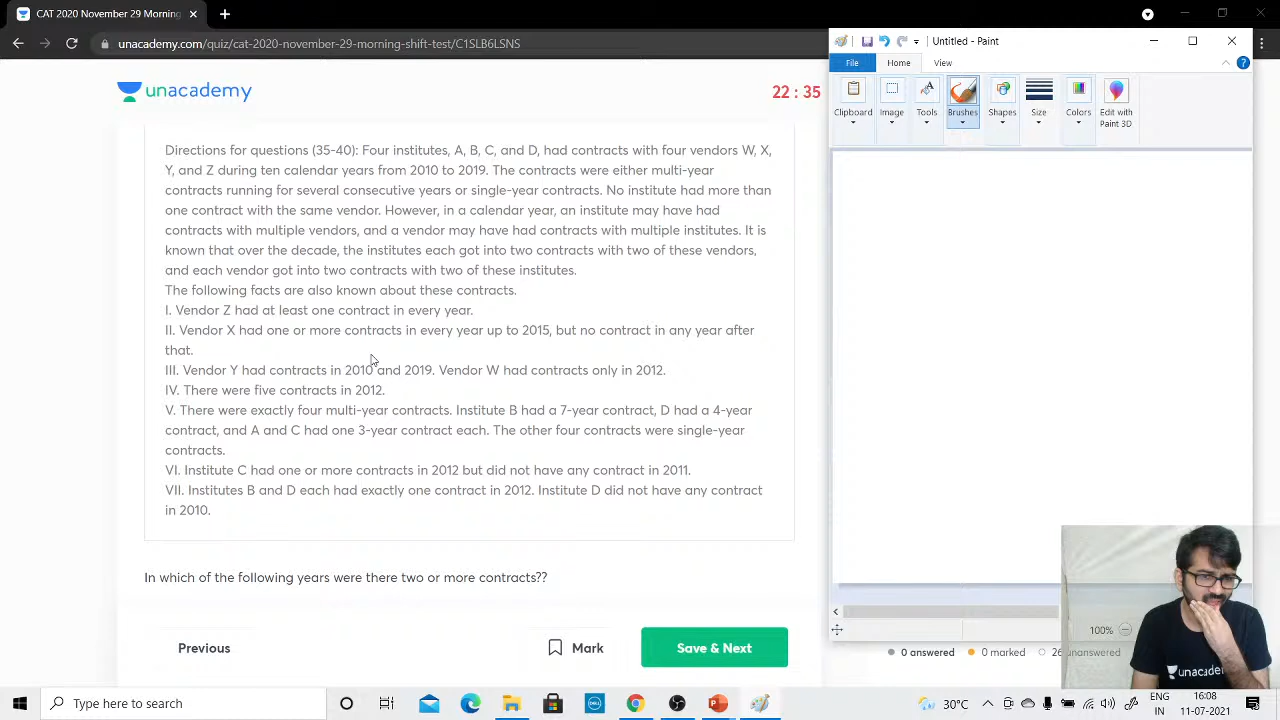 CAT 2020 November 29 Morning
unacademy.com/quiz/cat-2020-november-29-morning-shift-test/C1SLB6LSNS
Untitled - Paint
File
Home
View
Clipboard
Image
Tools
Brushes
Shapes
Size
Colors
Edit with
Paint 3D
unacademy
22 : 35
Directions for questions (35-40): Four institutes, A, B, C, and D, had contracts with four vendors W, X,
Y, and Z during ten calendar years from 2010 to 2019. The contracts were either multi-year
contracts running for several consecutive years or single-year contracts. No institute had more than
one contract with the same vendor. However, in a calendar year, an institute may have had
contracts with multiple vendors, and a vendor may have had contracts with multiple institutes. It is
known that over the decade, the institutes each got into two contracts with two of these vendors,
and each vendor got into two contracts with two of these institutes.
The following facts are also known about these contracts.
I. Vendor Z had at least one contract in every year.
II. Vendor X had one or more contracts in every year up to 2015, but no contract in any year after
that.
III. Vendor Y had contracts in 2010 and 2019. Vendor W had contracts only in 2012.
IV. There were five contracts in 2012.
V. There were exactly four multi-year contracts. Institute B had a 7-year contract, D had a 4-year
contract, and A and C had one 3-year contract each. The other four contracts were single-year
contracts.
VI. Institute C had one or more contracts in 2012 but did not have any contract in 2011.
VII. Institutes B and D each had exactly one contract in 2012. Institute D did not have any contract
in 2010.
In which of the following years were there two or more contracts??
Previous
Mark
Save & Next
100%
0 answered
0 marked
26 unanswered
unacade
Type here to search
30°C
ENG
IN
16:08
11-07-2021